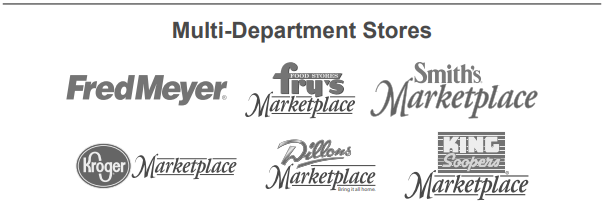 Multi-Department Stores
FredMeyer®
FOOD STORES
fry's
Marketplace
Smith's
Marketplace
Kroger Marketplace
Dillons
Marketplace
Bring it all home.
KING
Soopers®
Marketplace